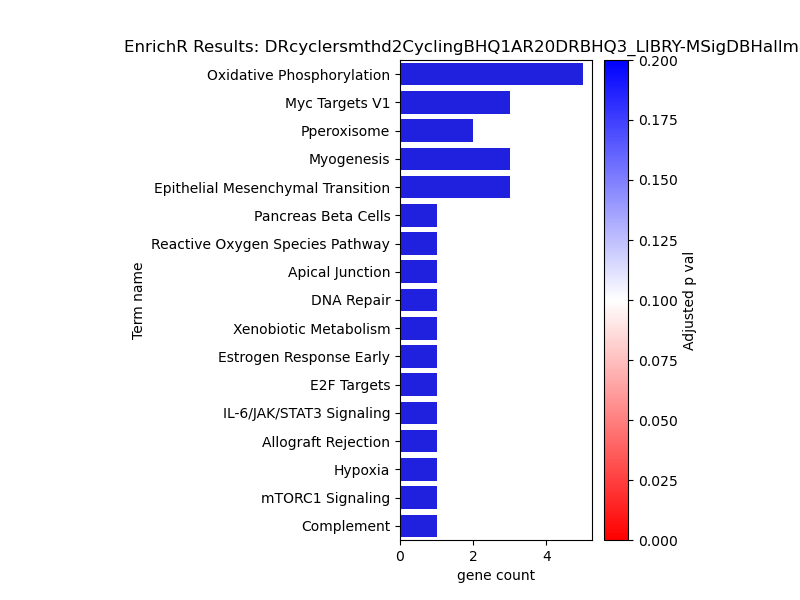 EnrichR Results: DRcyclersmthd2CyclingBHQ1AR20DRBHQ3_LIBRY-MSigDBHallm
Oxidative Phosphorylation
Myc Targets V1
Pperoxisome
Myogenesis
Epithelial Mesenchymal Transition
Pancreas Beta Cells
Reactive Oxygen Species Pathway
Apical Junction
DNA Repair
Xenobiotic Metabolism
Estrogen Response Early
E2F Targets
IL-6/JAK/STAT3 Signaling
Allograft Rejection
Hypoxia
mTORC1 Signaling
Complement
Term name
0 2 4
gene count
0.200
0.175
0.150
0.125
0.100
0.075
0.050
0.025
0.000
Adjusted p val